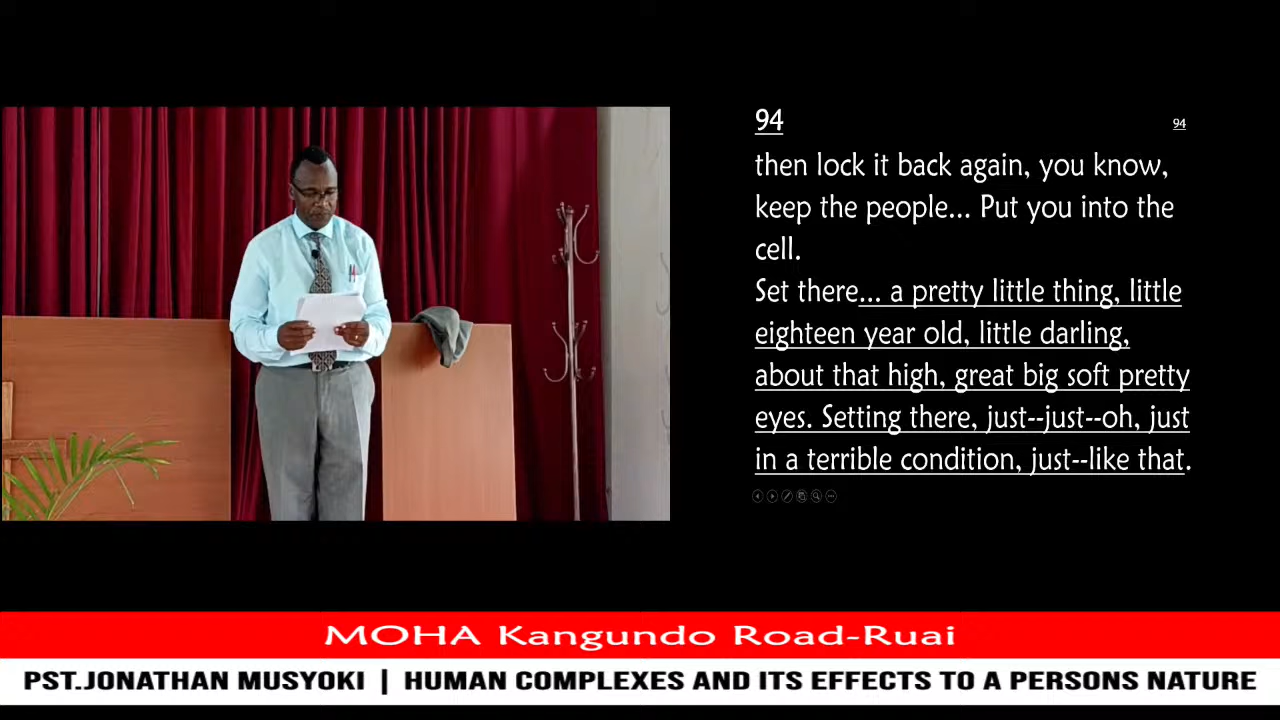 94
94
then lock it back again, you know,
keep the people... Put you into the
cell.
Set there... a pretty little thing, little
eighteen year old, little darling,
about that high, great big soft pretty
eyes. Setting there, just--just--oh, just
in a terrible condition, just--like that.
MOHA Kangundo Road-Ruai
PST.JONATHAN MUSYOKI | HUMAN COMPLEXES AND ITS EFFECTS TO A PERSONS NATURE